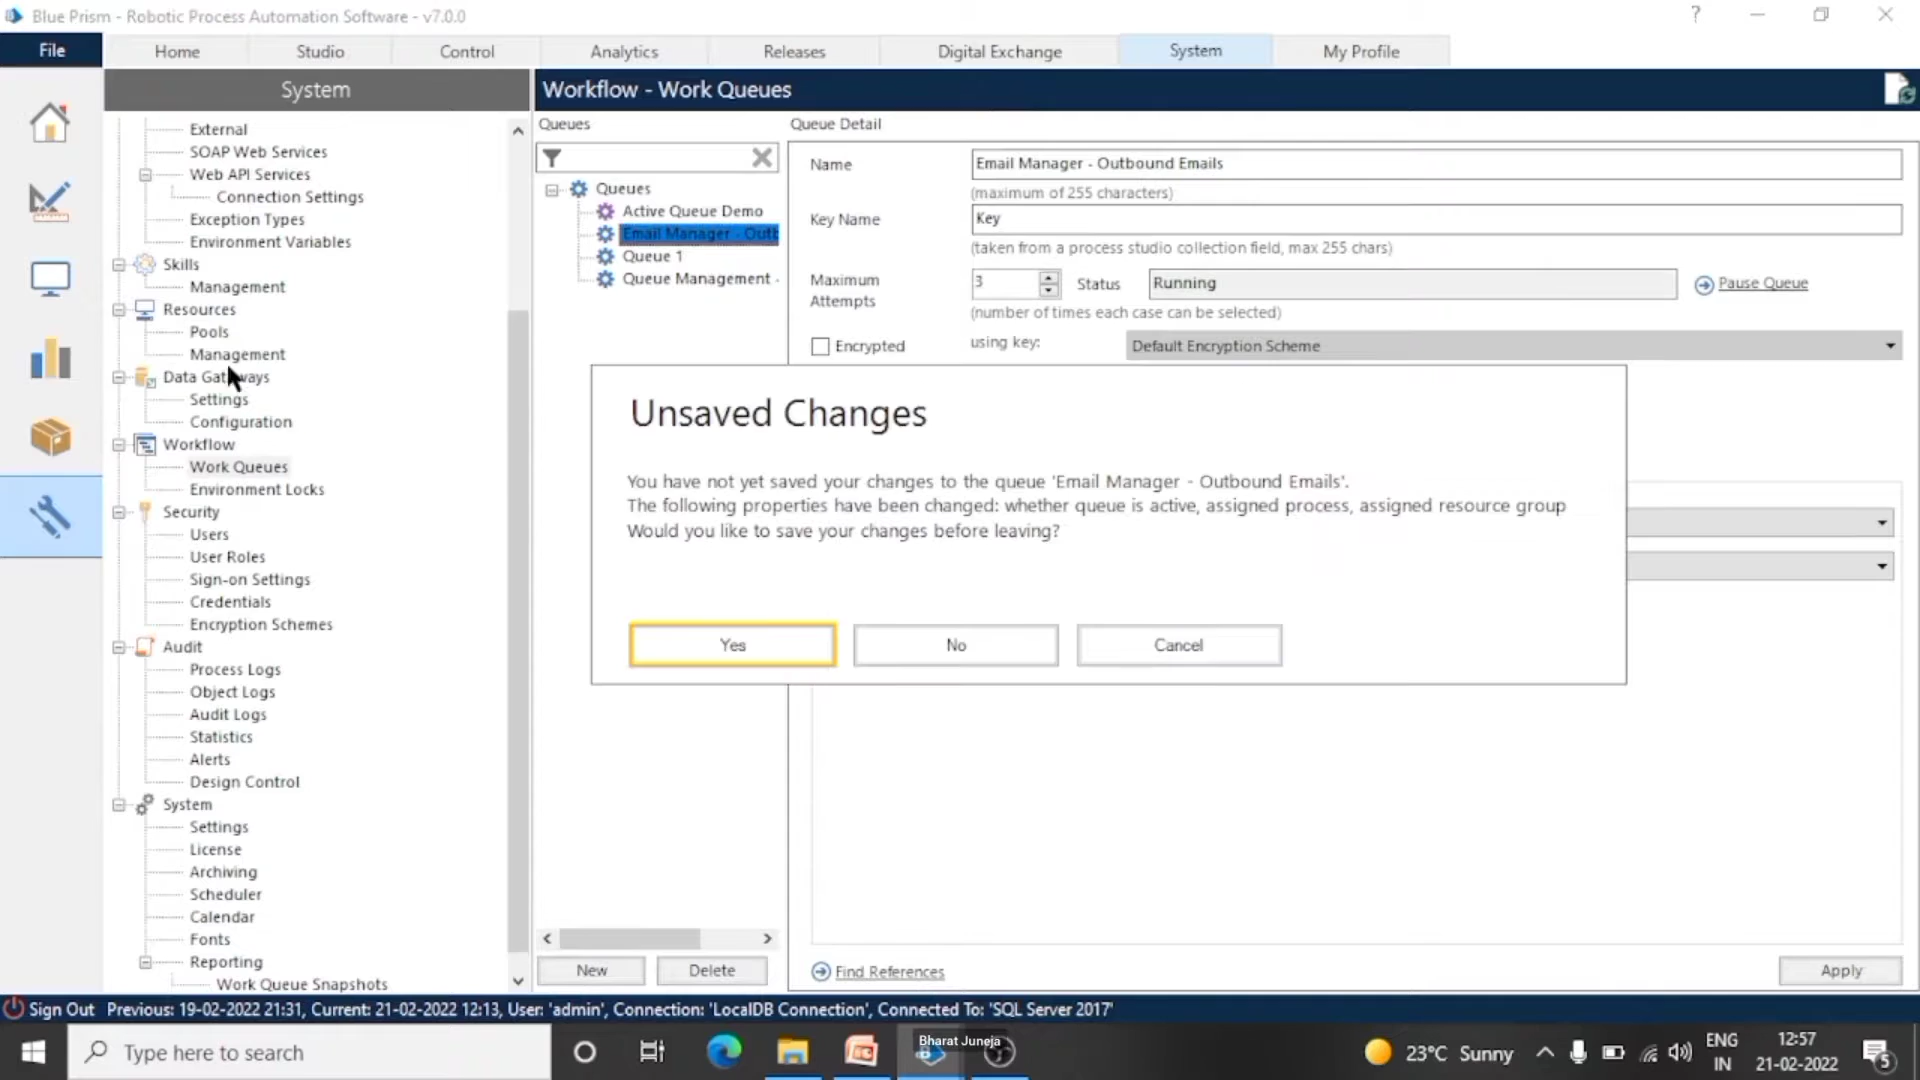 Blue Prism - Robotic Process Automation Software - v7.0.0
?
File
Home
Studio
Control
Analytics
Releases
Digital Exchange
System
My Profile
System
External
SOAP Web Services
Web API Services
Connection Settings
Exception Types
Environment Variables
Skills
Management
Resources
Pools
Management
Data Gateways
Settings
Configuration
Workflow
Work Queues
Environment Locks
Security
Users
User Roles
Sign-on Settings
Credentials
Encryption Schemes
Audit
Process Logs
Object Logs
Audit Logs
Statistics
Alerts
Design Control
System
Settings
License
Archiving
Scheduler
Calendar
Fonts
Reporting
Work Queue Snapshots
Workflow - Work Queues
Queues
Queues
Active Queue Demo
Email Manager - Outb
Queue 1
Queue Management -
New
Delete
Queue Detail
Name
Email Manager - Outbound Emails
(maximum of 255 characters)
Key Name
Key
(taken from a process studio collection field, max 255 chars)
Maximum Attempts
3
Status
Running
Pause Queue
(number of times each case can be selected)
Encrypted
using key:
Default Encryption Scheme
Unsaved Changes
You have not yet saved your changes to the queue 'Email Manager - Outbound Emails'.
The following properties have been changed: whether queue is active, assigned process, assigned resource group
Would you like to save your changes before leaving?
Yes
No
Cancel
Find References
Apply
Sign Out Previous: 19-02-2022 21:31, Current: 21-02-2022 12:13, User: 'admin', Connection: 'LocalDB Connection', Connected To: 'SQL Server 2017'
Type here to search
Bharat Juneja
23°C Sunny
ENG
IN
12:57
21-02-2022
5